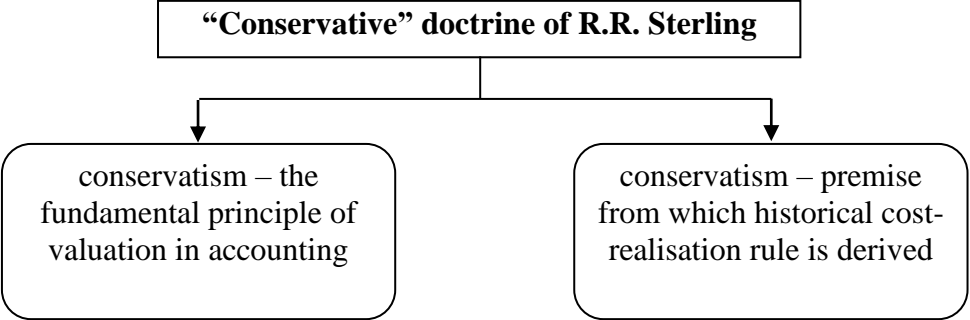 “Conservative” doctrine of R.R. Sterling
conservatism – the
fundamental principle of
valuation in accounting
conservatism – premise
from which historical cost-
realisation rule is derived